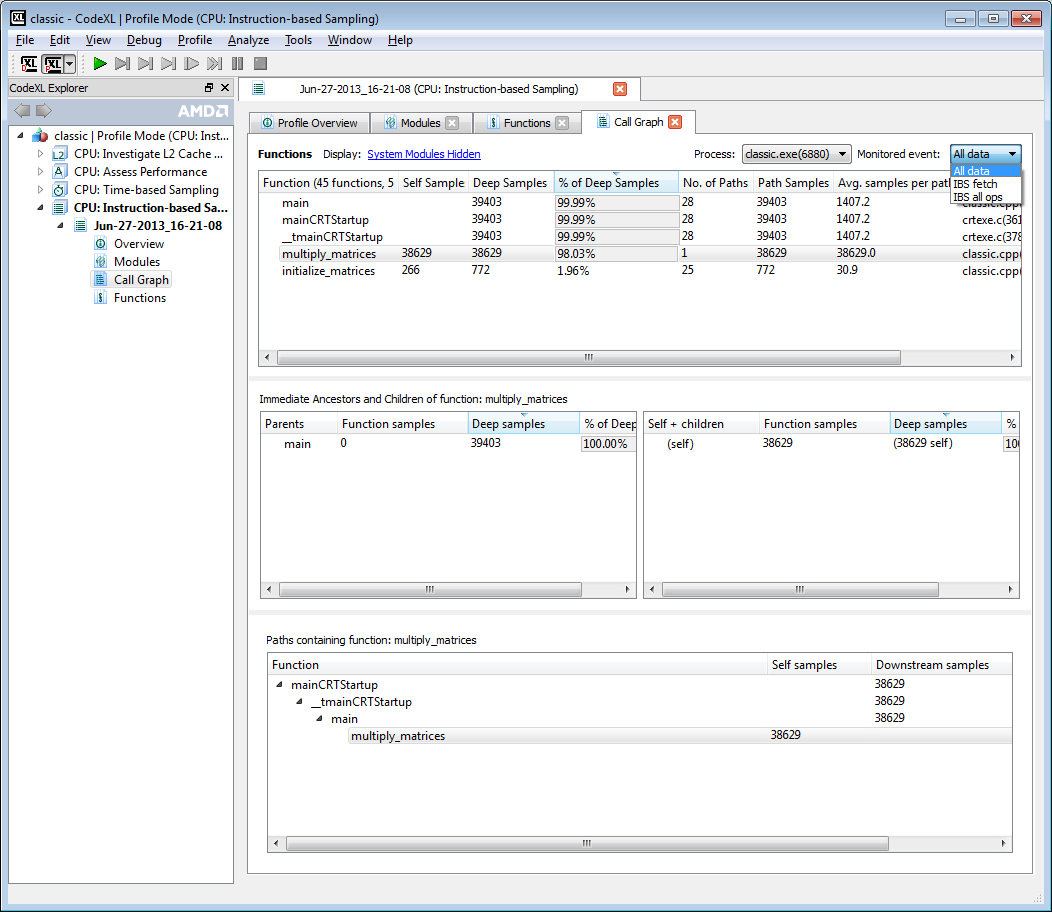 classic - CodeXL | Profile Mode (CPU: Instruction-based Sampling)
File Edit View Debug Profile Analyze Tools Window Help
CodeXL Explorer
AMD
classic | Profile Mode (CPU: Inst...
CPU: Investigate L2 Cache ...
CPU: Assess Performance
CPU: Time-based Sampling
CPU: Instruction-based Sa...
Jun-27-2013_16-21-08
Overview
Modules
Call Graph
Functions
Jun-27-2013_16-21-08 (CPU: Instruction-based Sampling)
Profile Overview Modules Functions Call Graph
Functions Display: System Modules Hidden Process: classic.exe(6880) Monitored event: All data
All data
IBS fetch
IBS all ops
Function (45 functions, 5 Self Sample Deep Samples % of Deep Samples No. of Paths Path Samples Avg. samples per path
main 39403 99.99% 28 39403 1407.2
mainCRTStartup 39403 99.99% 28 39403 1407.2 crtexe.c(361
__tmainCRTStartup 39403 99.99% 28 39403 1407.2 crtexe.c(378
multiply_matrices 38629 38629 98.03% 1 38629 38629.0 classic.cpp(
initialize_matrices 266 772 1.96% 25 772 30.9 classic.cpp(
Immediate Ancestors and Children of function: multiply_matrices
Parents Function samples Deep samples % of Deep
main 0 39403 100.00%
Self + children Function samples Deep samples %
(self) 38629 (38629 self) 100
Paths containing function: multiply_matrices
Function Self samples Downstream samples
mainCRTStartup 38629
__tmainCRTStartup 38629
main 38629
multiply_matrices 38629